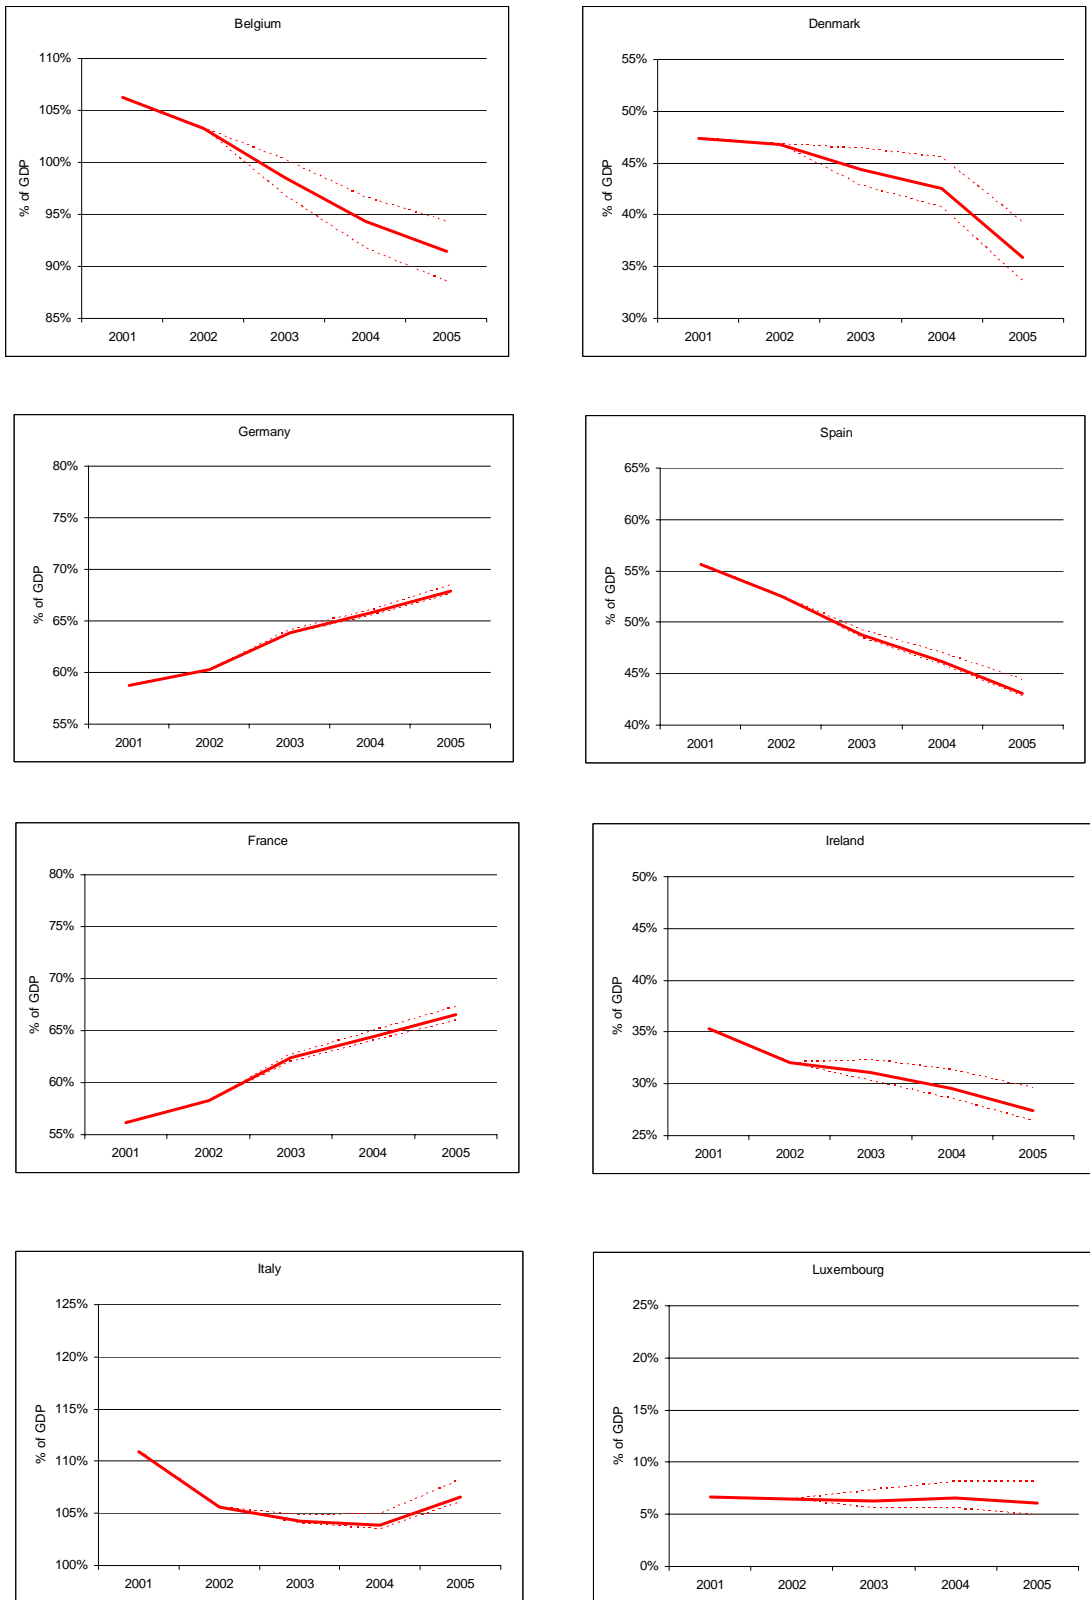 Belgium
110%
105%
100%
95%
90%
85%
% of GDP
2001 2002 2003 2004 2005
Denmark
55%
50%
45%
40%
35%
30%
% of GDP
2001 2002 2003 2004 2005
Germany
80%
75%
70%
65%
60%
55%
% of GDP
2001 2002 2003 2004 2005
Spain
65%
60%
55%
50%
45%
40%
% of GDP
2001 2002 2003 2004 2005
France
80%
75%
70%
65%
60%
55%
% of GDP
2001 2002 2003 2004 2005
Ireland
50%
45%
40%
35%
30%
25%
% of GDP
2001 2002 2003 2004 2005
Italy
125%
120%
115%
110%
105%
100%
% of GDP
2001 2002 2003 2004 2005
Luxembourg
25%
20%
15%
10%
5%
0%
% of GDP
2001 2002 2003 2004 2005